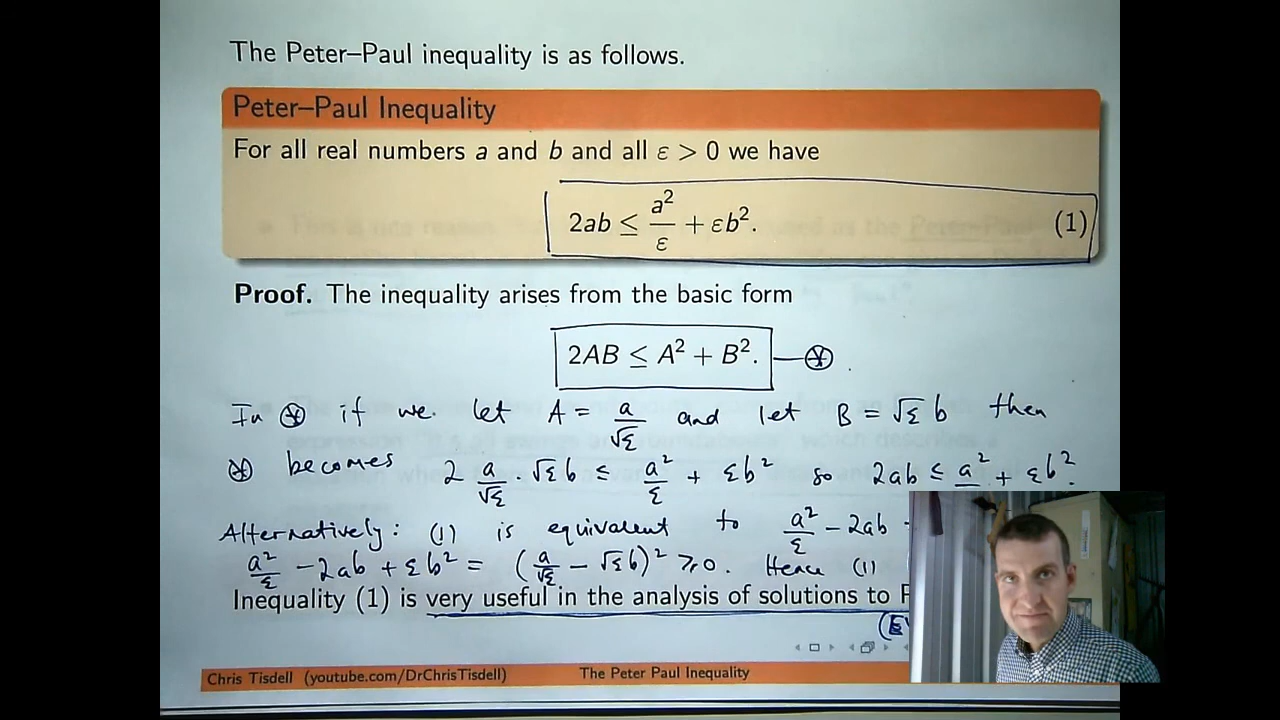 The Peter–Paul inequality is as follows.
Peter–Paul Inequality
For all real numbers a and b and all ε > 0 we have
2ab ≤ a²/ε + εb². (1)
Proof. The inequality arises from the basic form
2AB ≤ A² + B². —⊛
In ⊛ if we let A = a/√ε and let B = √ε b then
⊛ becomes 2 a/√ε · √ε b ≤ a²/ε + εb² so 2ab ≤ a²/ε + εb².
Alternatively: (1) is equivalent to a²/ε − 2ab
a²/ε − 2ab + εb² = (a/√ε − √ε b)² ≥ 0. Hence (1)
Inequality (1) is very useful in the analysis of solutions to
Chris Tisdell (youtube.com/DrChrisTisdell) The Peter Paul Inequality